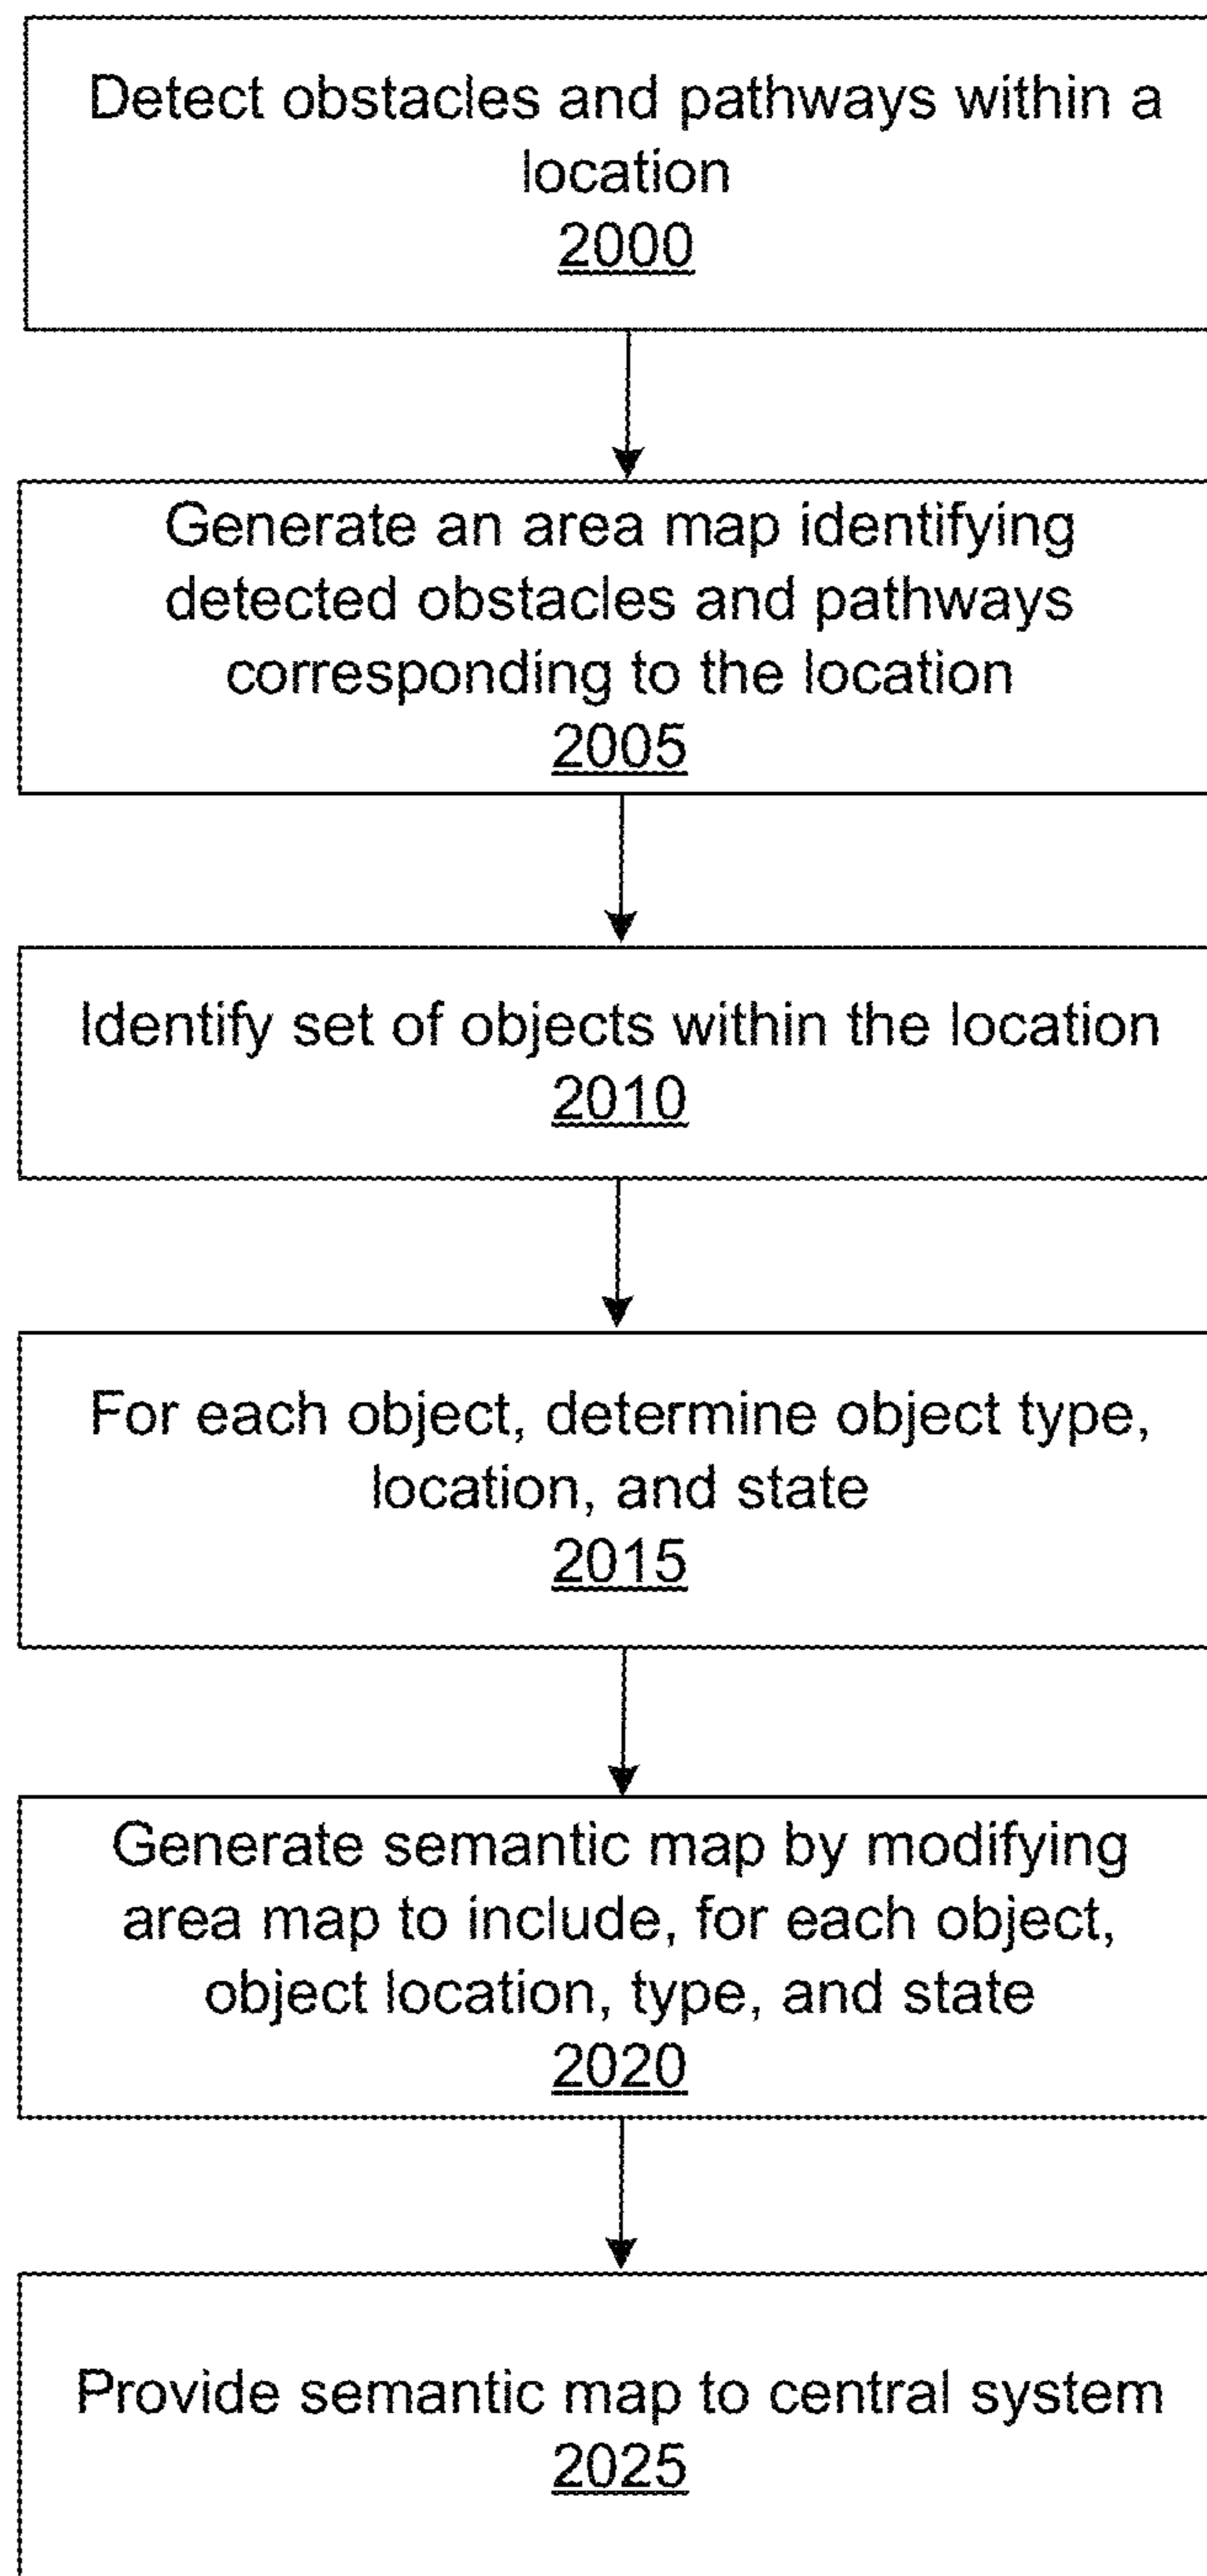 Detect obstacles and pathways within a
location
2000
Generate an area map identifying
detected obstacles and pathways
corresponding to the location
2005
Identify set of objects within the location
2010
For each object, determine object type,
location, and state
2015
Generate semantic map by modifying
area map to include, for each object,
object location, type, and state
2020
Provide semantic map to central system
2025